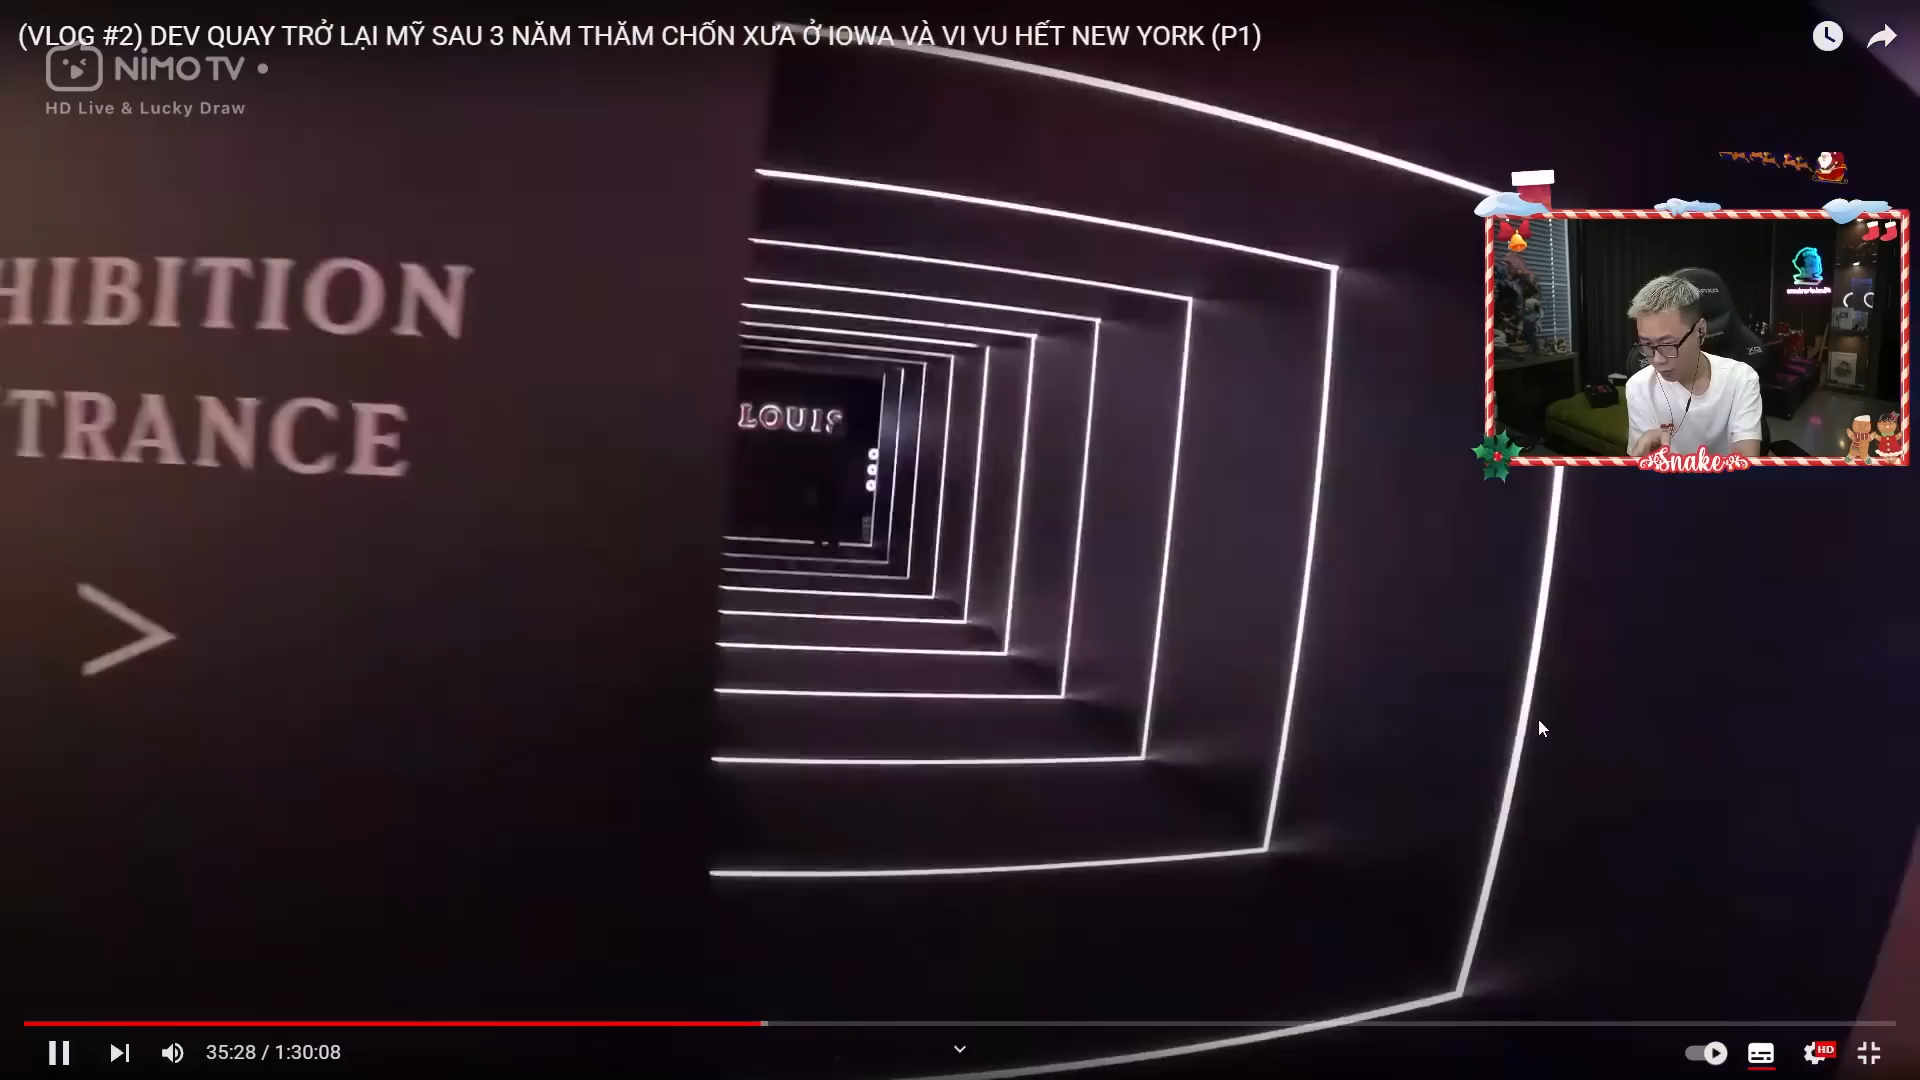 (VLOG #2) DEV QUAY TRỞ LẠI MỸ SAU 3 NĂM THĂM CHỐN XƯA Ở IOWA VÀ VI VU HẾT NEW YORK (P1)
NIMO TV
HD Live & Lucky Draw
HIBITION
TRANCE
>
LOUIS
Snake
35:28 / 1:30:08
HD